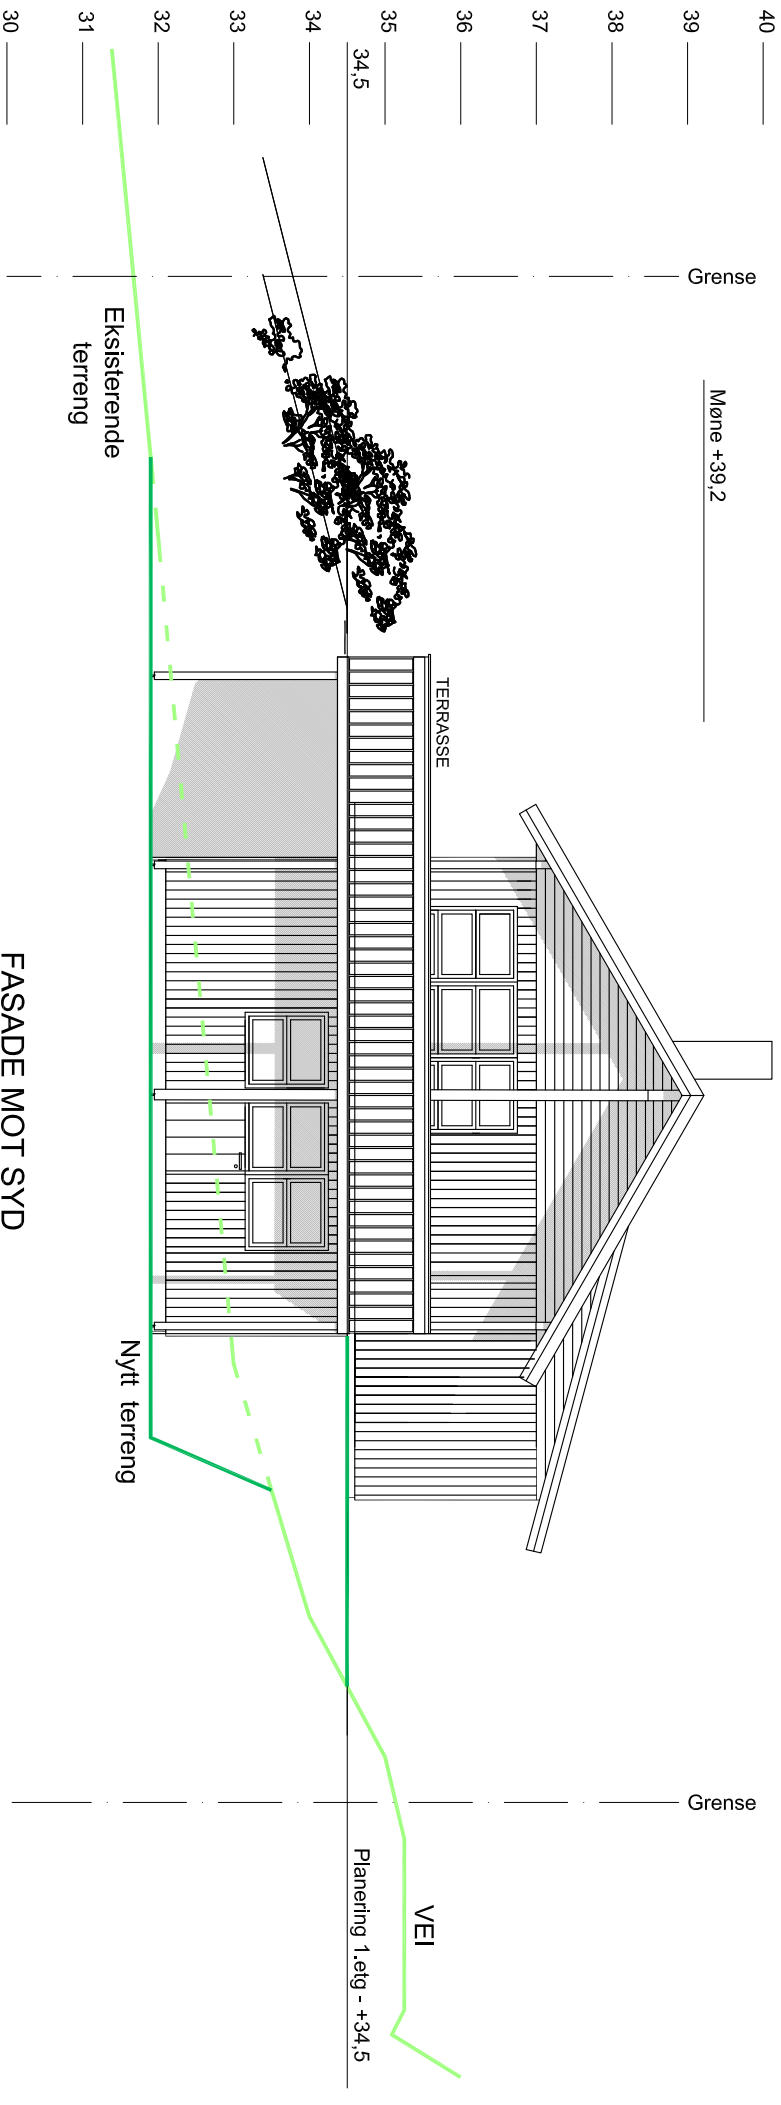 40
39
38
37
36
35
34,5
34
33
32
31
30
Grense
Møne +39,2
TERRASSE
Eksisterende
terreng
Nytt terreng
Grense
VEI
Planering 1.etg - +34,5
FASADE MOT SYD